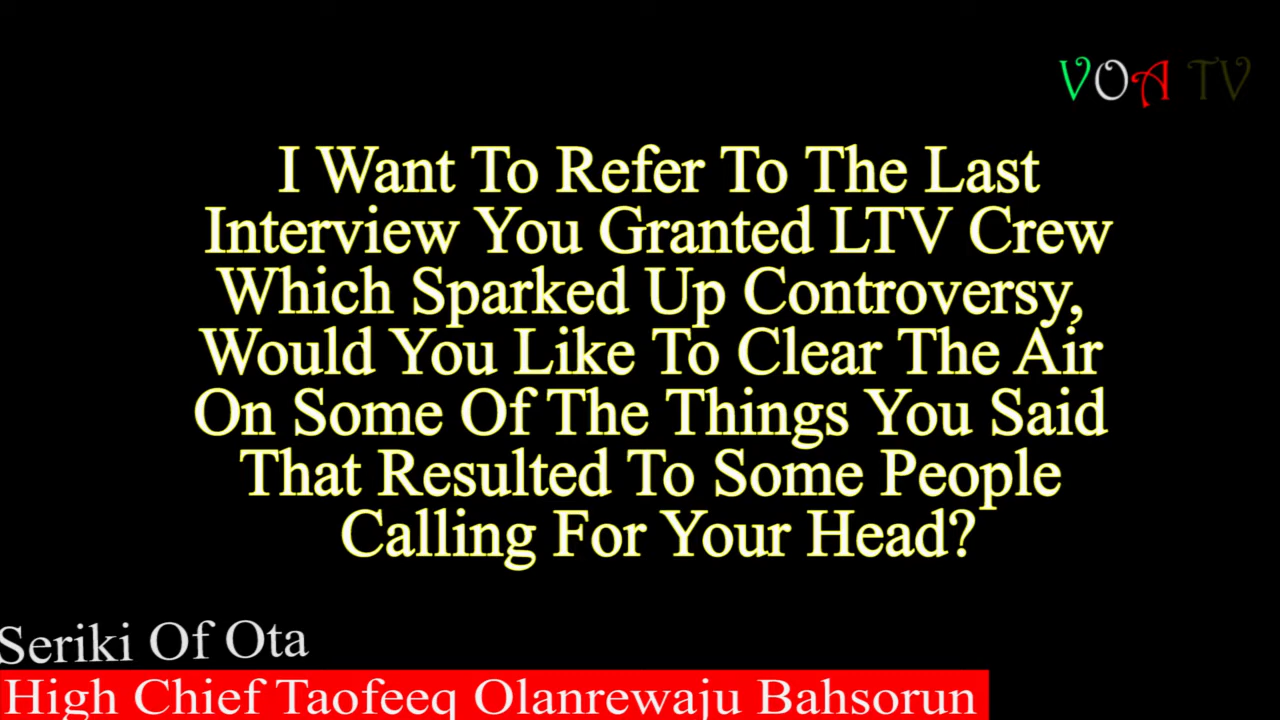 VOA TV
I Want To Refer To The Last
Interview You Granted LTV Crew
Which Sparked Up Controversy,
Would You Like To Clear The Air
On Some Of The Things You Said
That Resulted To Some People
Calling For Your Head?
Seriki Of Ota
High Chief Taofeeq Olanrewaju Bahsorun